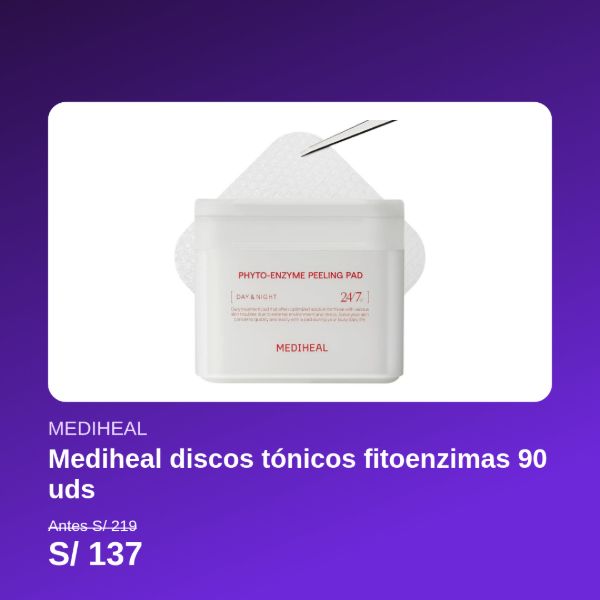 PHYTO-ENZYME PEELING PAD
DAY & NIGHT 24/7
MEDIHEAL
MEDIHEAL
Mediheal discos tónicos fitoenzimas 90
uds
Antes S/ 219
S/ 137